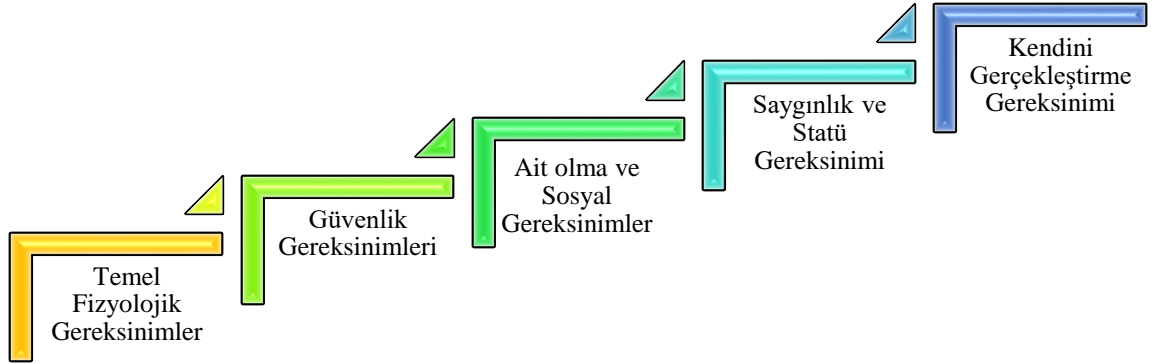 Temel
Fizyolojik
Gereksinimler
Güvenlik
Gereksinimleri
Ait olma ve
Sosyal
Gereksinimler
Saygınlık ve
Statü
Gereksinimi
Kendini
Gerçekleştirme
Gereksinimi